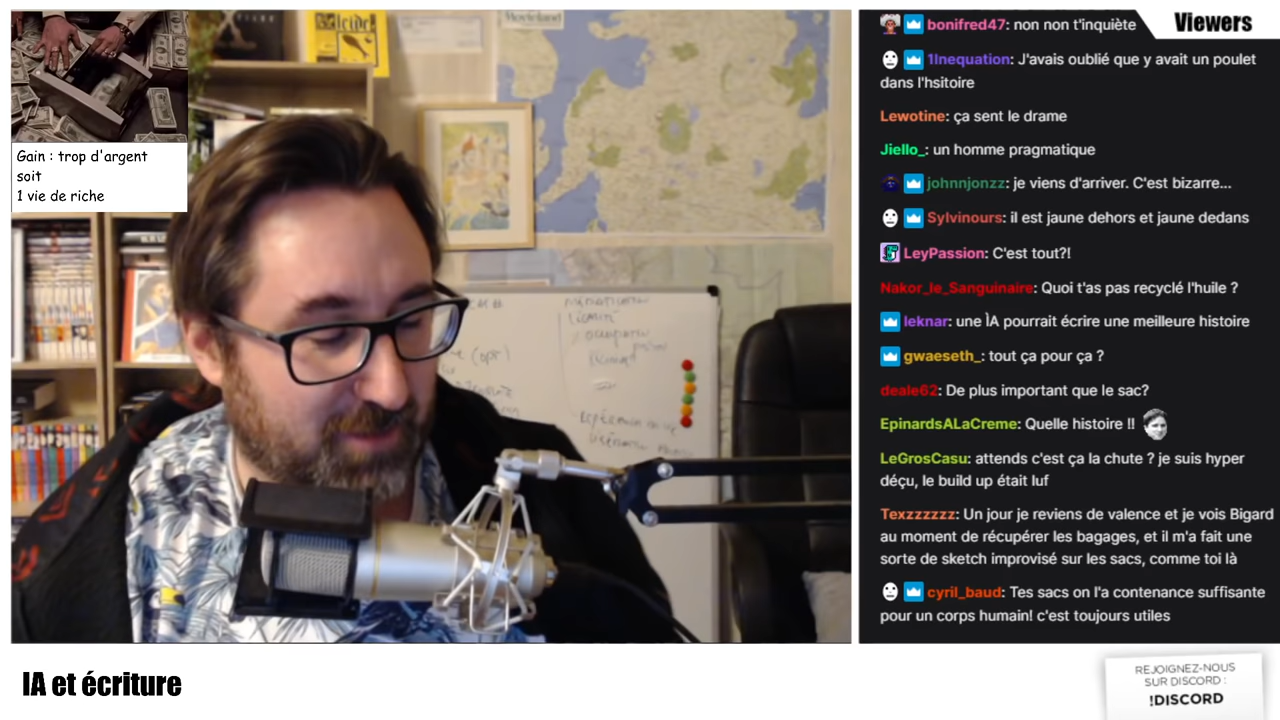 Gain : trop d'argent
soit
1 vie de riche
Movieland
Viewers
bonifred47: non non t'inquiète
1Inequation: J'avais oublié que y avait un poulet
dans l'hsitoire
Lewotine: ça sent le drame
Jiello_: un homme pragmatique
johnnjonzz: je viens d'arriver. C'est bizarre...
Sylvinours: il est jaune dehors et jaune dedans
LeyPassion: C'est tout?!
Nakor_le_Sanguinaire: Quoi t'as pas recyclé l'huile ?
leknar: une ÌA pourrait écrire une meilleure histoire
gwaeseth_: tout ça pour ça ?
deale62: De plus important que le sac?
EpinardsALaCreme: Quelle histoire !!
LeGrosCasu: attends c'est ça la chute ? je suis hyper
déçu, le build up était luf
Texzzzzzz: Un jour je reviens de valence et je vois Bigard
au moment de récupérer les bagages, et il m'a fait une
sorte de sketch improvisé sur les sacs, comme toi là
cyril_baud: Tes sacs on l'a contenance suffisante
pour un corps humain! c'est toujours utiles
IA et écriture
REJOIGNEZ-NOUS
SUR DISCORD :
!DISCORD